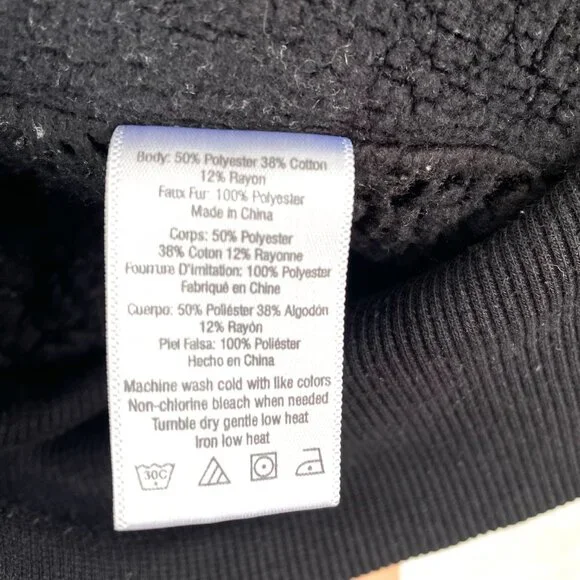 Body: 50% Polyester 38% Cotton
12% Rayon
Faux Fur: 100% Polyester
Made in China
Corps: 50% Polyester
38% Coton 12% Rayonne
Fourrure D'imitation: 100% Polyester
Fabriqué en Chine
Cuerpo: 50% Poliéster 38% Algodón
12% Rayón
Piel Falsa: 100% Poliéster
Hecho en China
Machine wash cold with like colors
Non-chlorine bleach when needed
Tumble dry gentle low heat
Iron low heat
30C